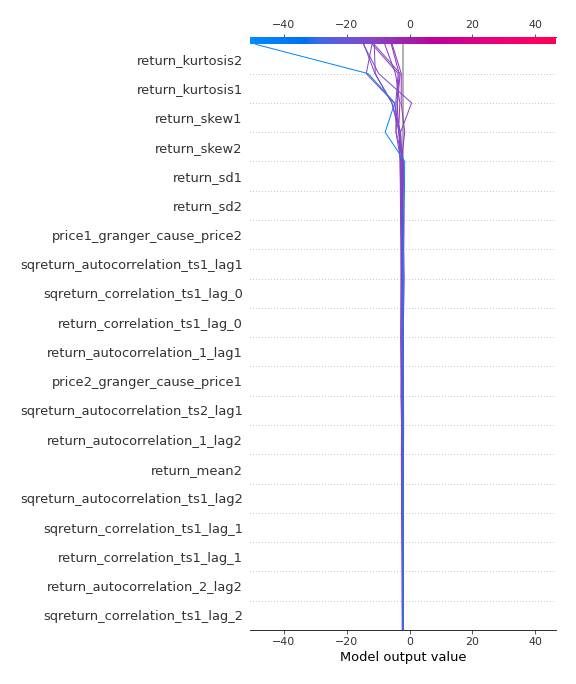 −40 −20 0 20 40
return_kurtosis2
return_kurtosis1
return_skew1
return_skew2
return_sd1
return_sd2
price1_granger_cause_price2
sqreturn_autocorrelation_ts1_lag1
sqreturn_correlation_ts1_lag_0
return_correlation_ts1_lag_0
return_autocorrelation_1_lag1
price2_granger_cause_price1
sqreturn_autocorrelation_ts2_lag1
return_autocorrelation_1_lag2
return_mean2
sqreturn_autocorrelation_ts1_lag2
sqreturn_correlation_ts1_lag_1
return_correlation_ts1_lag_1
return_autocorrelation_2_lag2
sqreturn_correlation_ts1_lag_2
−40 −20 0 20 40
Model output value